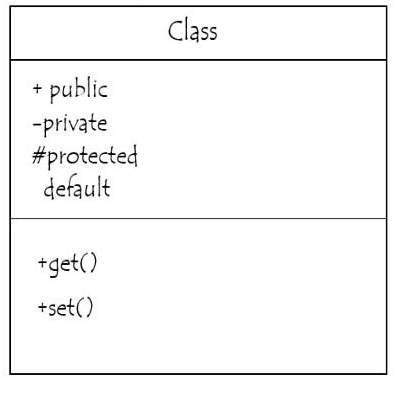 Class
+ public
-private
#protected
default
+get()
+set()